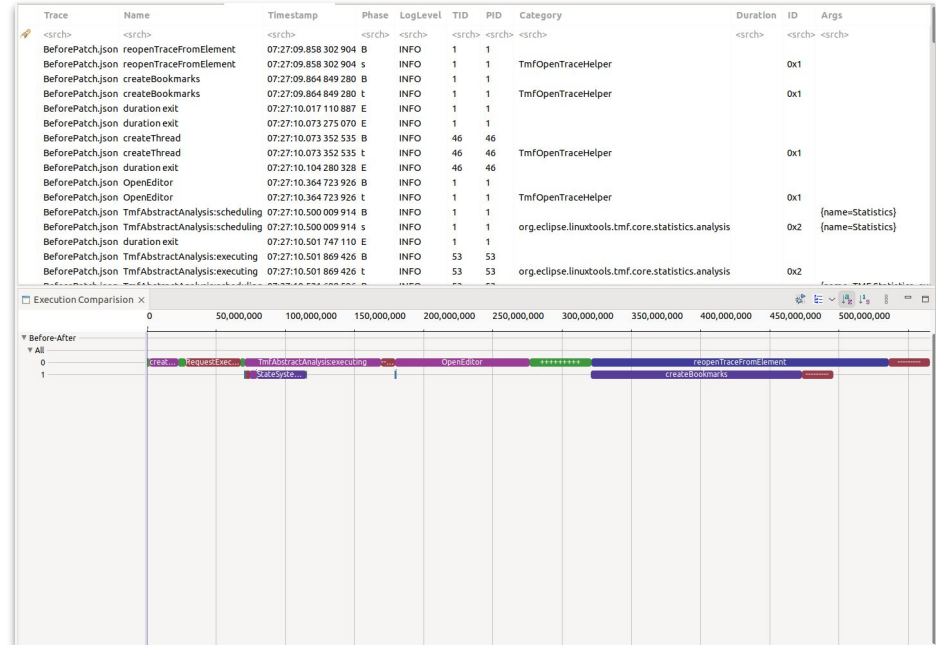 Trace Name Timestamp Phase LogLevel TID PID Category Duration ID Args
<srch> <srch> <srch> <srch> <srch> <srch> <srch> <srch> <srch> <srch> <srch>
BeforePatch.json reopenTraceFromElement 07:27:09.858 302 904 B INFO 1 1
BeforePatch.json reopenTraceFromElement 07:27:09.858 302 904 s INFO 1 1 TmfOpenTraceHelper 0x1
BeforePatch.json createBookmarks 07:27:09.864 849 280 B INFO 1 1
BeforePatch.json createBookmarks 07:27:09.864 849 280 t INFO 1 1 TmfOpenTraceHelper 0x1
BeforePatch.json duration exit 07:27:10.017 110 887 E INFO 1 1
BeforePatch.json duration exit 07:27:10.073 275 070 E INFO 1 1
BeforePatch.json createThread 07:27:10.073 352 535 B INFO 46 46
BeforePatch.json createThread 07:27:10.073 352 535 t INFO 46 46 TmfOpenTraceHelper 0x1
BeforePatch.json duration exit 07:27:10.104 280 328 E INFO 46 46
BeforePatch.json OpenEditor 07:27:10.364 723 926 B INFO 1 1
BeforePatch.json OpenEditor 07:27:10.364 723 926 t INFO 1 1 TmfOpenTraceHelper 0x1
BeforePatch.json TmfAbstractAnalysis:scheduling 07:27:10.500 009 914 B INFO 1 1 {name=Statistics}
BeforePatch.json TmfAbstractAnalysis:scheduling 07:27:10.500 009 914 s INFO 1 1 org.eclipse.linuxtools.tmf.core.statistics.analysis 0x2 {name=Statistics}
BeforePatch.json duration exit 07:27:10.501 747 110 E INFO 1 1
BeforePatch.json TmfAbstractAnalysis:executing 07:27:10.501 869 426 B INFO 53 53
BeforePatch.json TmfAbstractAnalysis:executing 07:27:10.501 869 426 t INFO 53 53 org.eclipse.linuxtools.tmf.core.statistics.analysis 0x2
Execution Comparision
0 50,000,000 100,000,000 150,000,000 200,000,000 250,000,000 300,000,000 350,000,000 400,000,000 450,000,000 500,000,000
Before-After
All
0 creat... RequestExec... TmfAbstractAnalysis:executing --... OpenEditor +++++++++ reopenTraceFromElement ---------
1 StateSyste... createBookmarks ---------